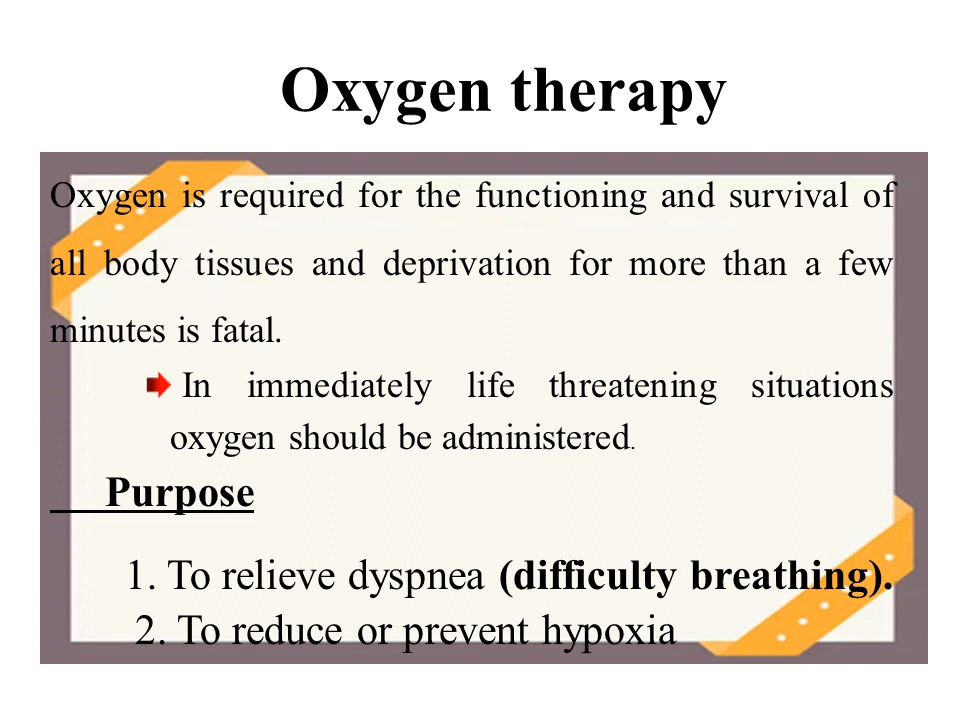 Oxygen therapy
Oxygen is required for the functioning and survival of
all body tissues and deprivation for more than a few
minutes is fatal.
In immediately life threatening situations
oxygen should be administered.
Purpose
1. To relieve dyspnea (difficulty breathing).
2. To reduce or prevent hypoxia